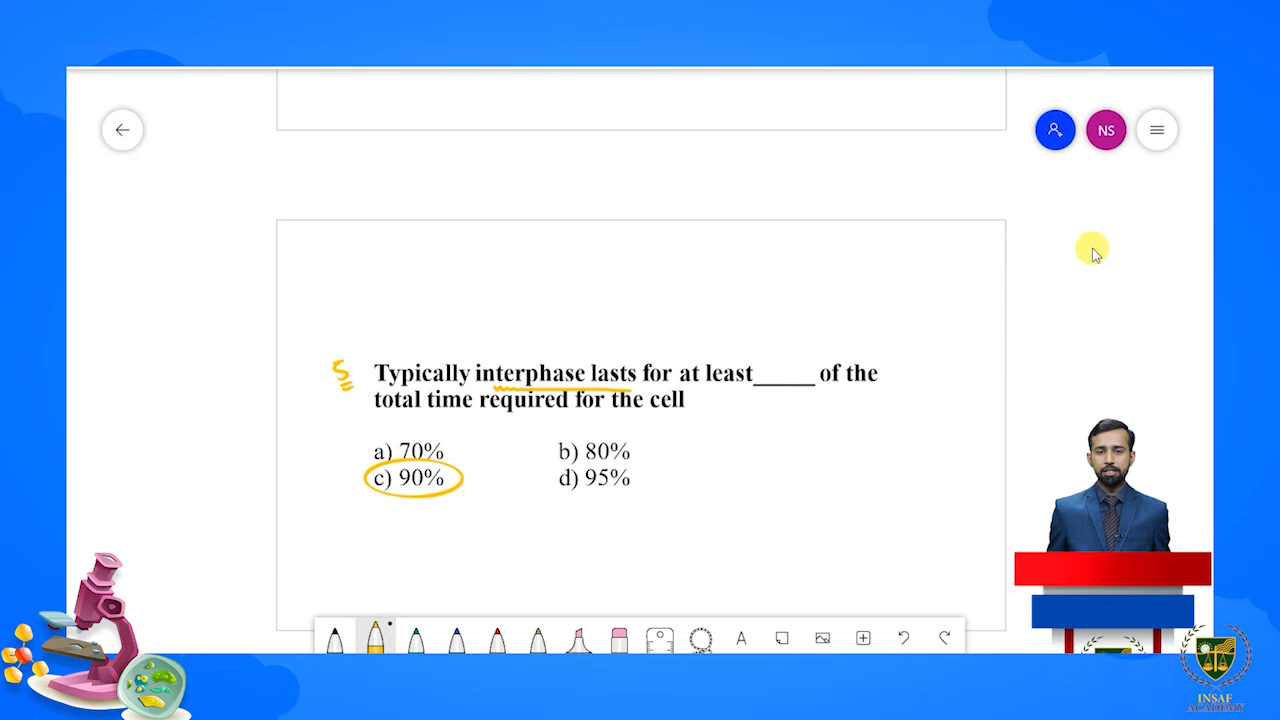 NS
5 Typically interphase lasts for at least_____ of the
total time required for the cell
a) 70% b) 80%
c) 90% d) 95%
A
INSAF
ACADEMY